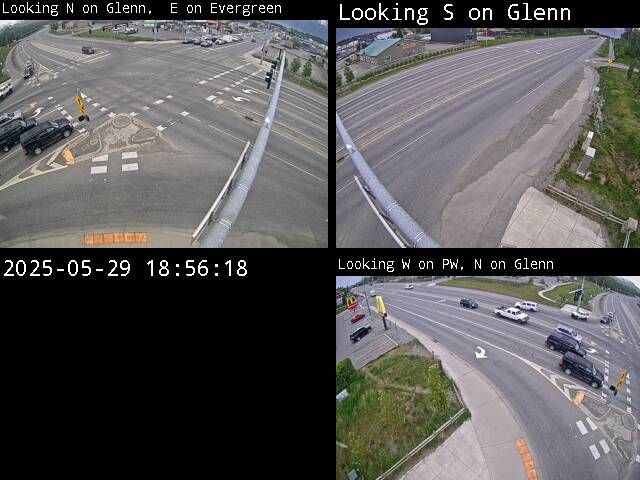 Looking N on Glenn,  E on Evergreen
Looking S on Glenn
2025-05-29 18:56:18
Looking W on PW, N on Glenn